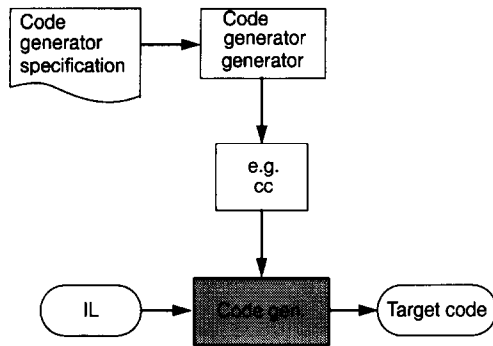 Code
generator
specification
Code
generator
generator
e.g.
cc
IL
Code gen.
Target code